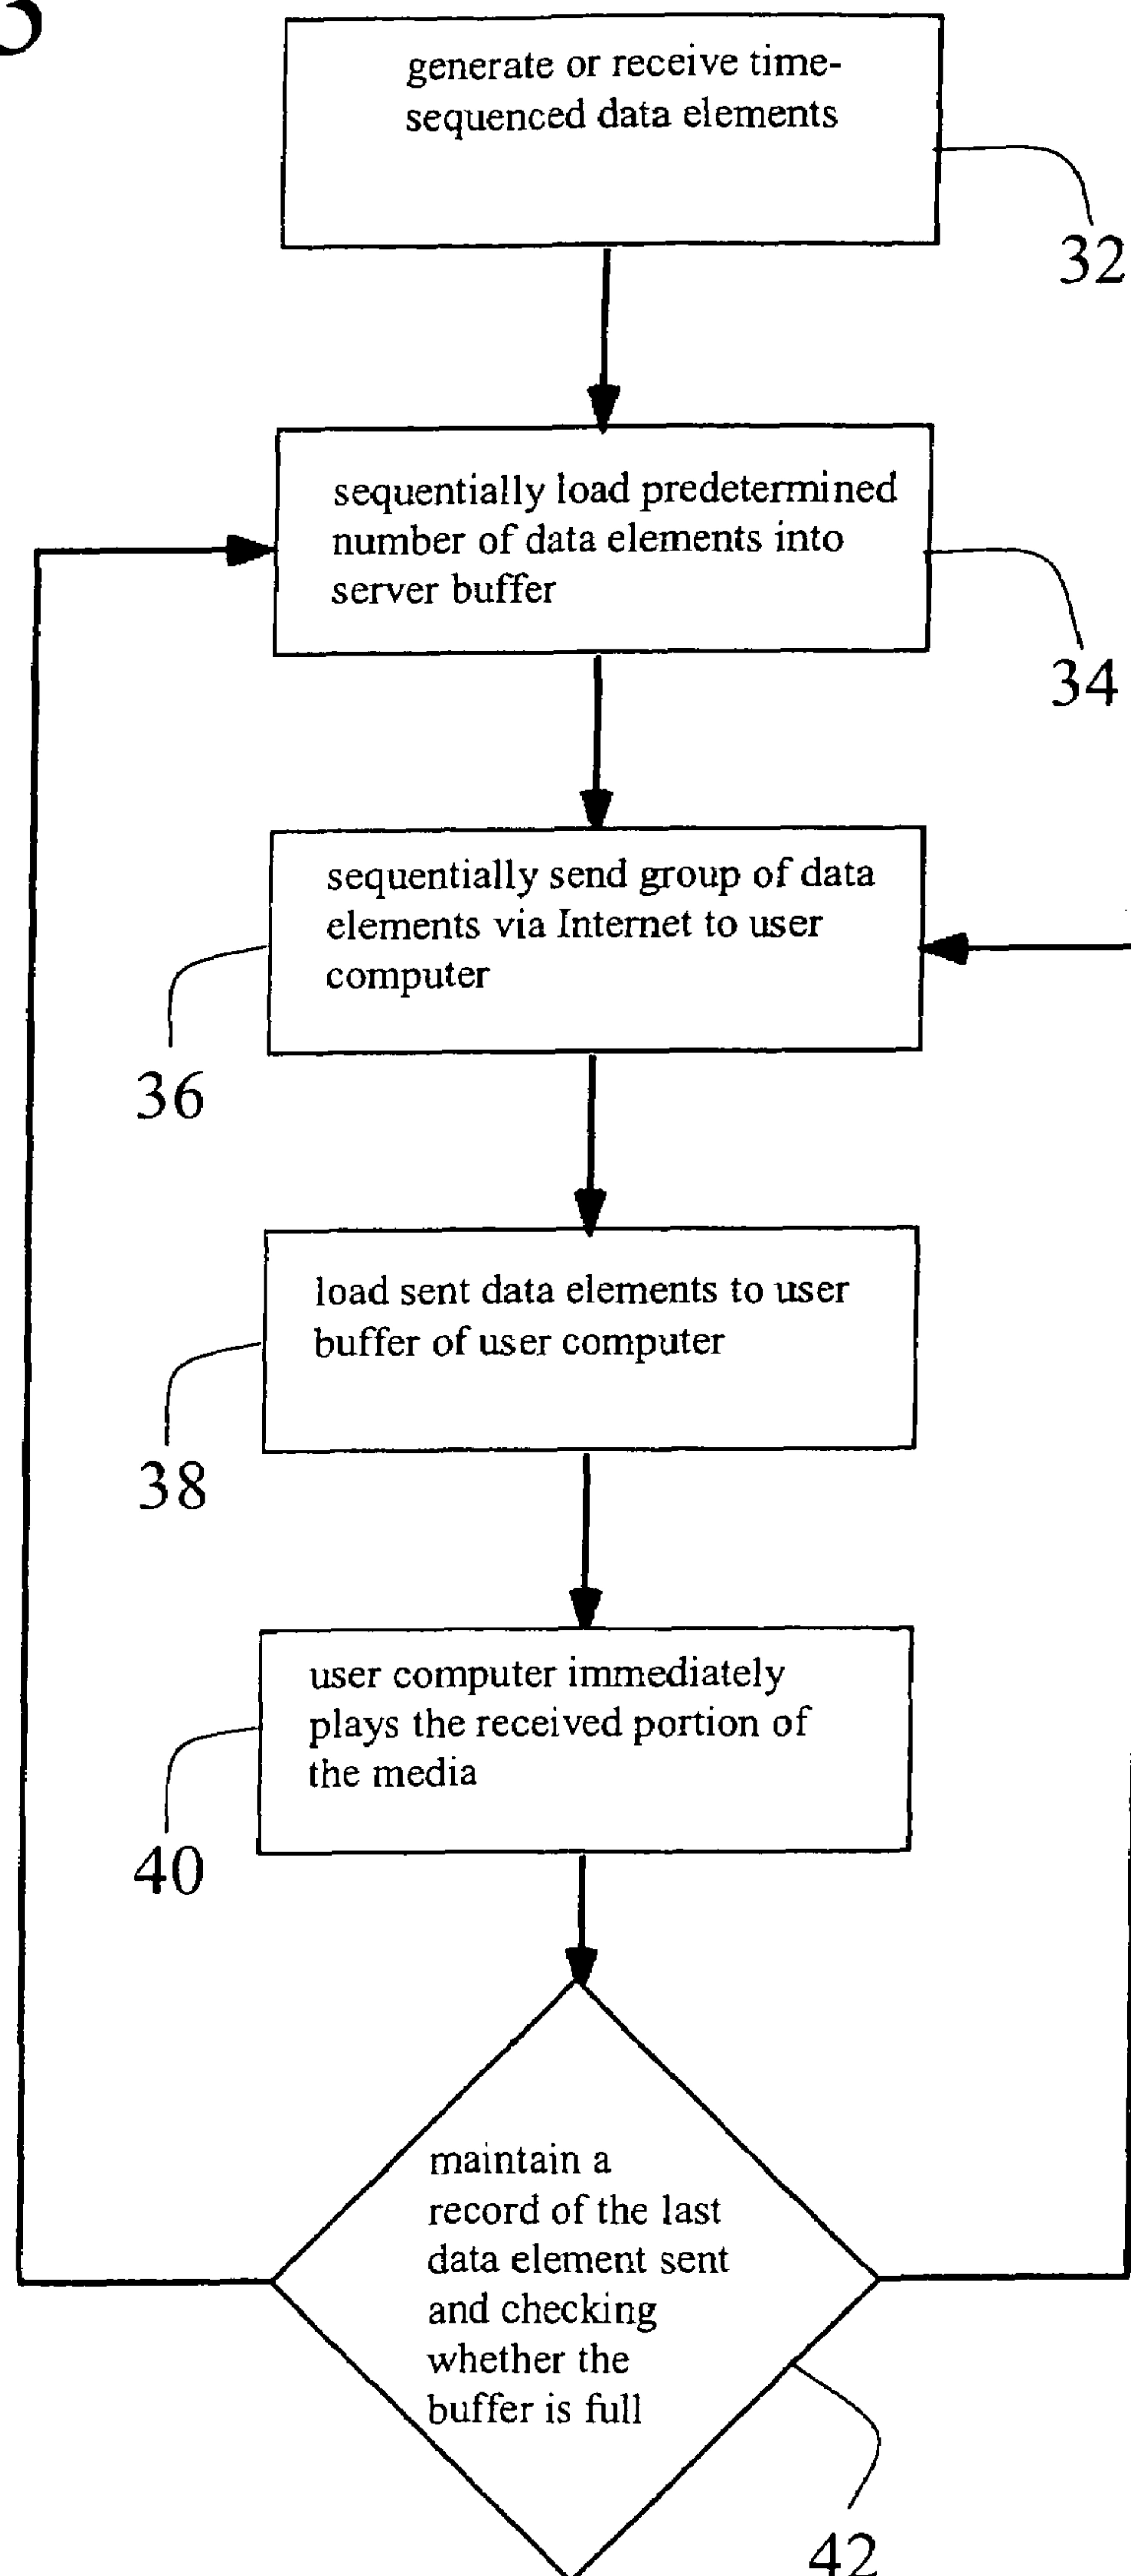 generate or receive time-
sequenced data elements
32
sequentially load predetermined
number of data elements into
server buffer
34
sequentially send group of data
elements via Internet to user
computer
36
load sent data elements to user
buffer of user computer
38
user computer immediately
plays the received portion of
the media
40
maintain a
record of the last
data element sent
and checking
whether the
buffer is full
42